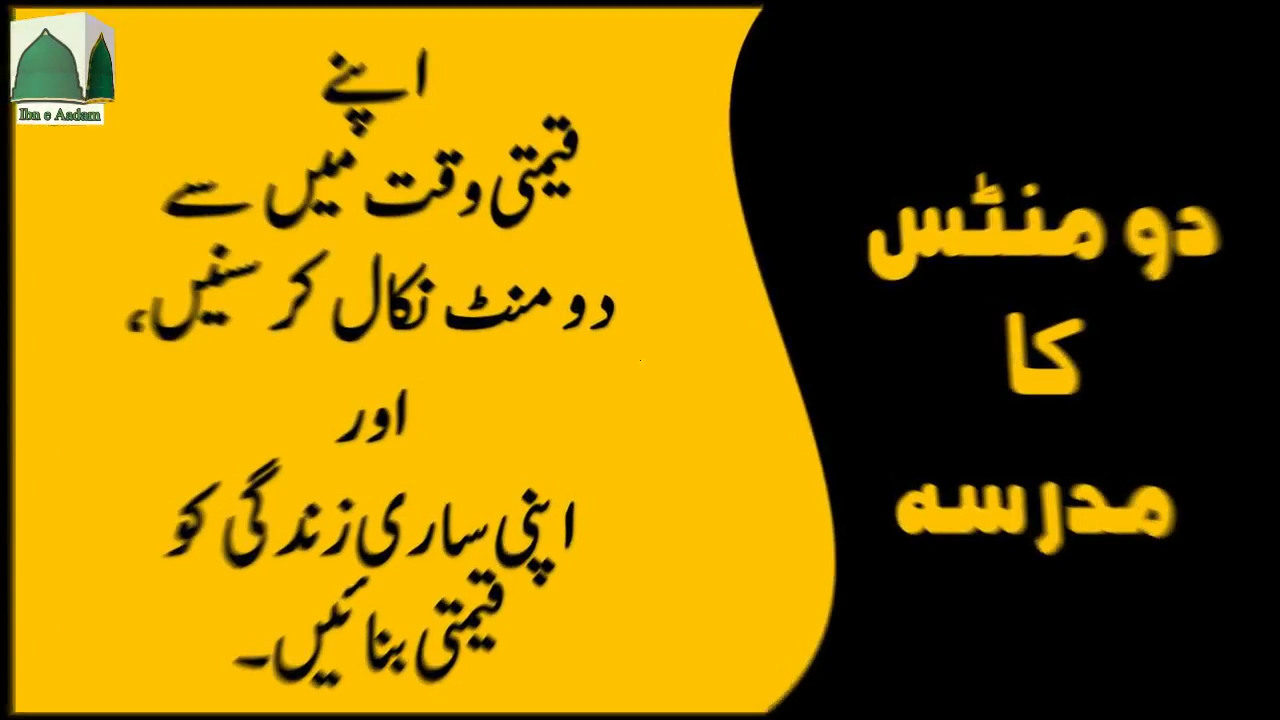 دو منٹس
کا
مدرسہ
اپنے
قیمتی وقت میں سے
دو منٹ نکال کر سنیں،
اور
اپنی ساری زندگی کو
قیمتی بنائیں۔
Ibn e Aadam